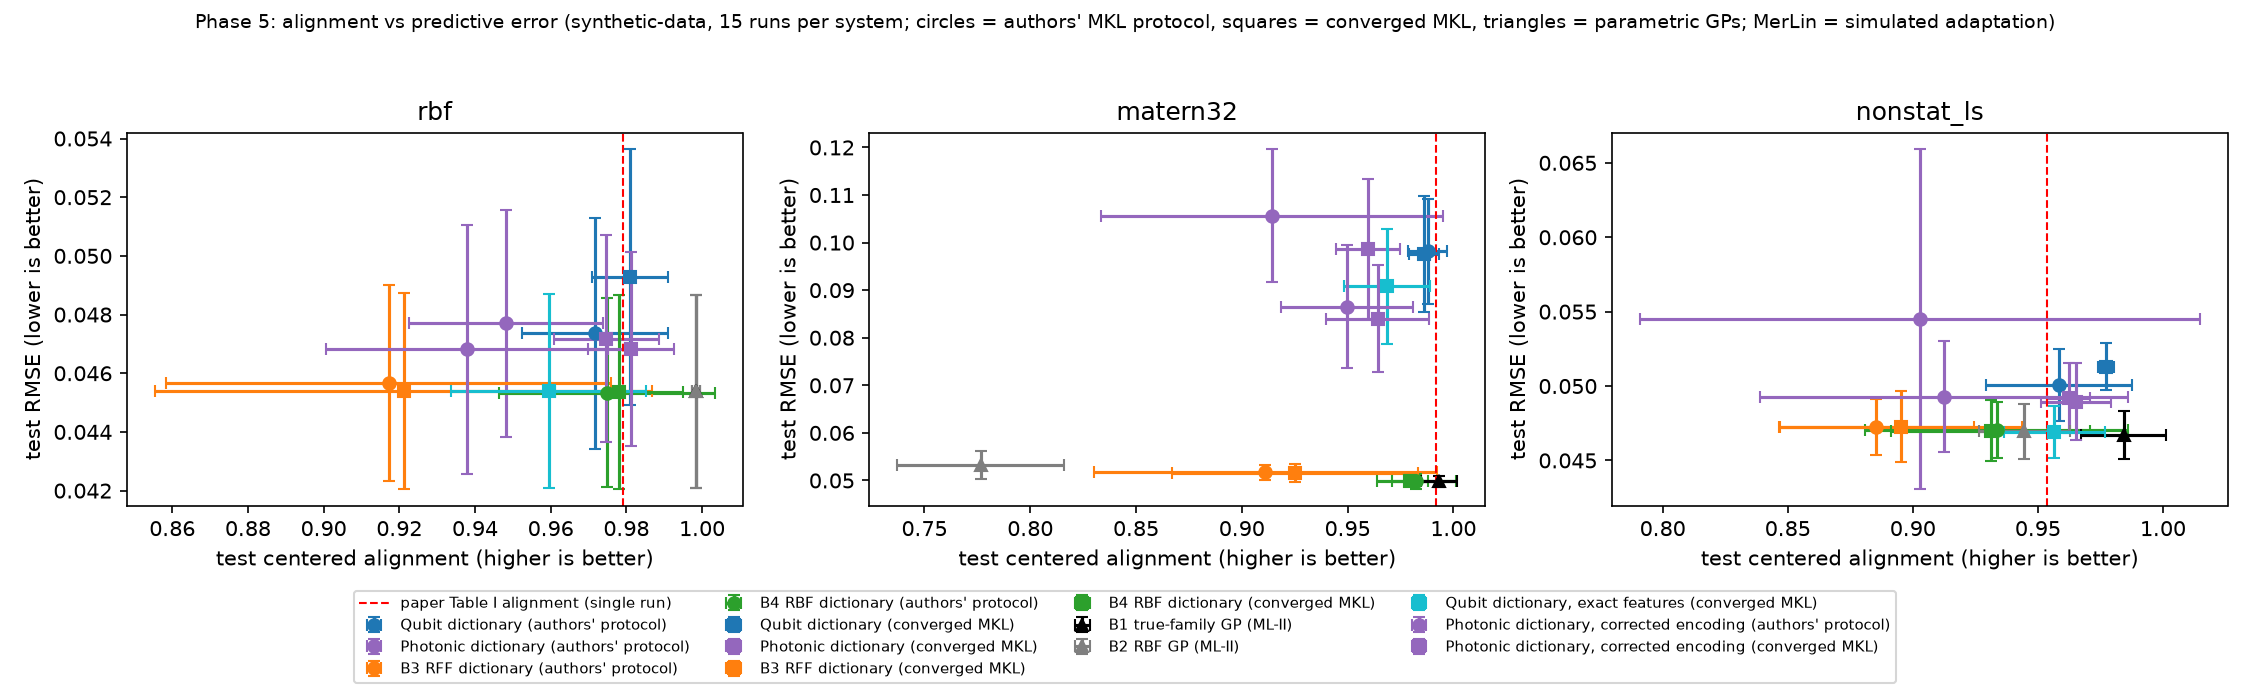 Phase 5: alignment vs predictive error (synthetic-data, 15 runs per system; circles = authors' MKL protocol, squares = converged MKL, triangles = parametric GPs; MerLin = simulated adaptation)
rbf
test RMSE (lower is better)
0.054
0.052
0.050
0.048
0.046
0.044
0.042
0.86 0.88 0.90 0.92 0.94 0.96 0.98 1.00
test centered alignment (higher is better)
matern32
test RMSE (lower is better)
0.12
0.11
0.10
0.09
0.08
0.07
0.06
0.05
0.75 0.80 0.85 0.90 0.95 1.00
test centered alignment (higher is better)
nonstat_ls
test RMSE (lower is better)
0.065
0.060
0.055
0.050
0.045
0.80 0.85 0.90 0.95 1.00
test centered alignment (higher is better)
paper Table I alignment (single run)
Qubit dictionary (authors' protocol)
Photonic dictionary (authors' protocol)
B3 RFF dictionary (authors' protocol)
B4 RBF dictionary (authors' protocol)
Qubit dictionary (converged MKL)
Photonic dictionary (converged MKL)
B3 RFF dictionary (converged MKL)
B4 RBF dictionary (converged MKL)
B1 true-family GP (ML-II)
B2 RBF GP (ML-II)
Qubit dictionary, exact features (converged MKL)
Photonic dictionary, corrected encoding (authors' protocol)
Photonic dictionary, corrected encoding (converged MKL)